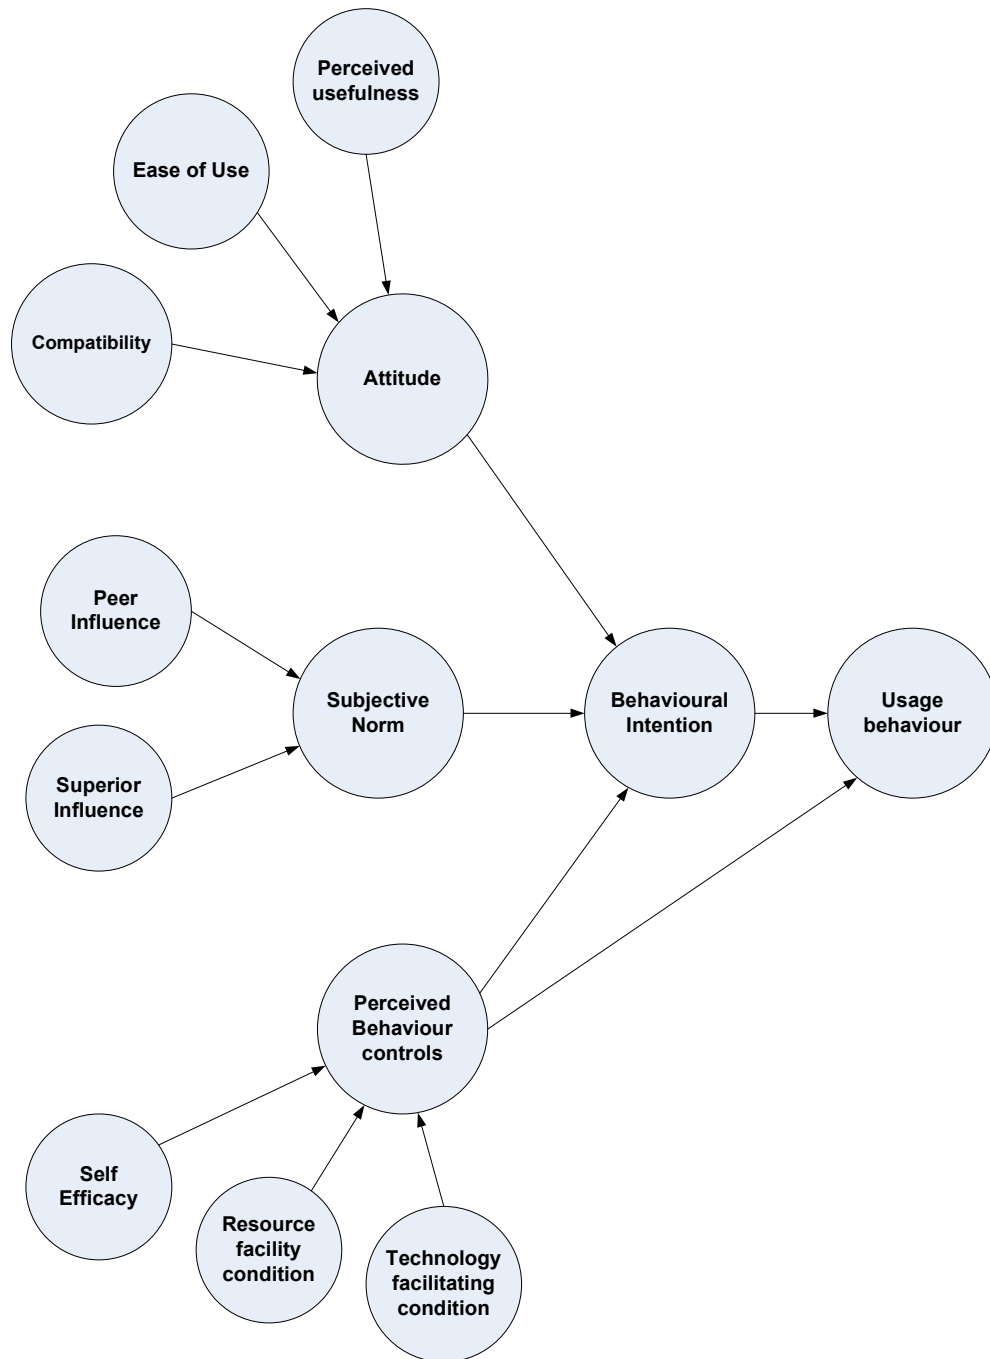 Perceived
usefulness
Ease of Use
Compatibility
Attitude
Peer
Influence
Subjective
Norm
Behavioural
Intention
Usage
behaviour
Superior
Influence
Perceived
Behaviour
controls
Self
Efficacy
Resource
facility
condition
Technology
facilitating
condition